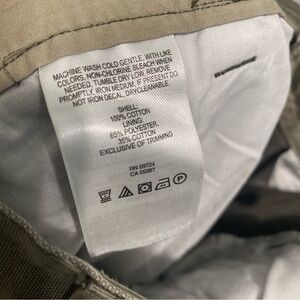 MACHINE WASH COLD GENTLE, WITH LIKE
COLORS, NON-CHLORINE BLEACH WHEN
NEEDED, TUMBLE DRY LOW, REMOVE
PROMPTLY, IRON MEDIUM, IF PRESENT DO
NOT IRON DECAL, DRYCLEANABLE.
SHELL:
100% COTTON
LINING:
65% POLYESTER,
35% COTTON
EXCLUSIVE OF TRIMMING
RN 69724
CA 05367
P